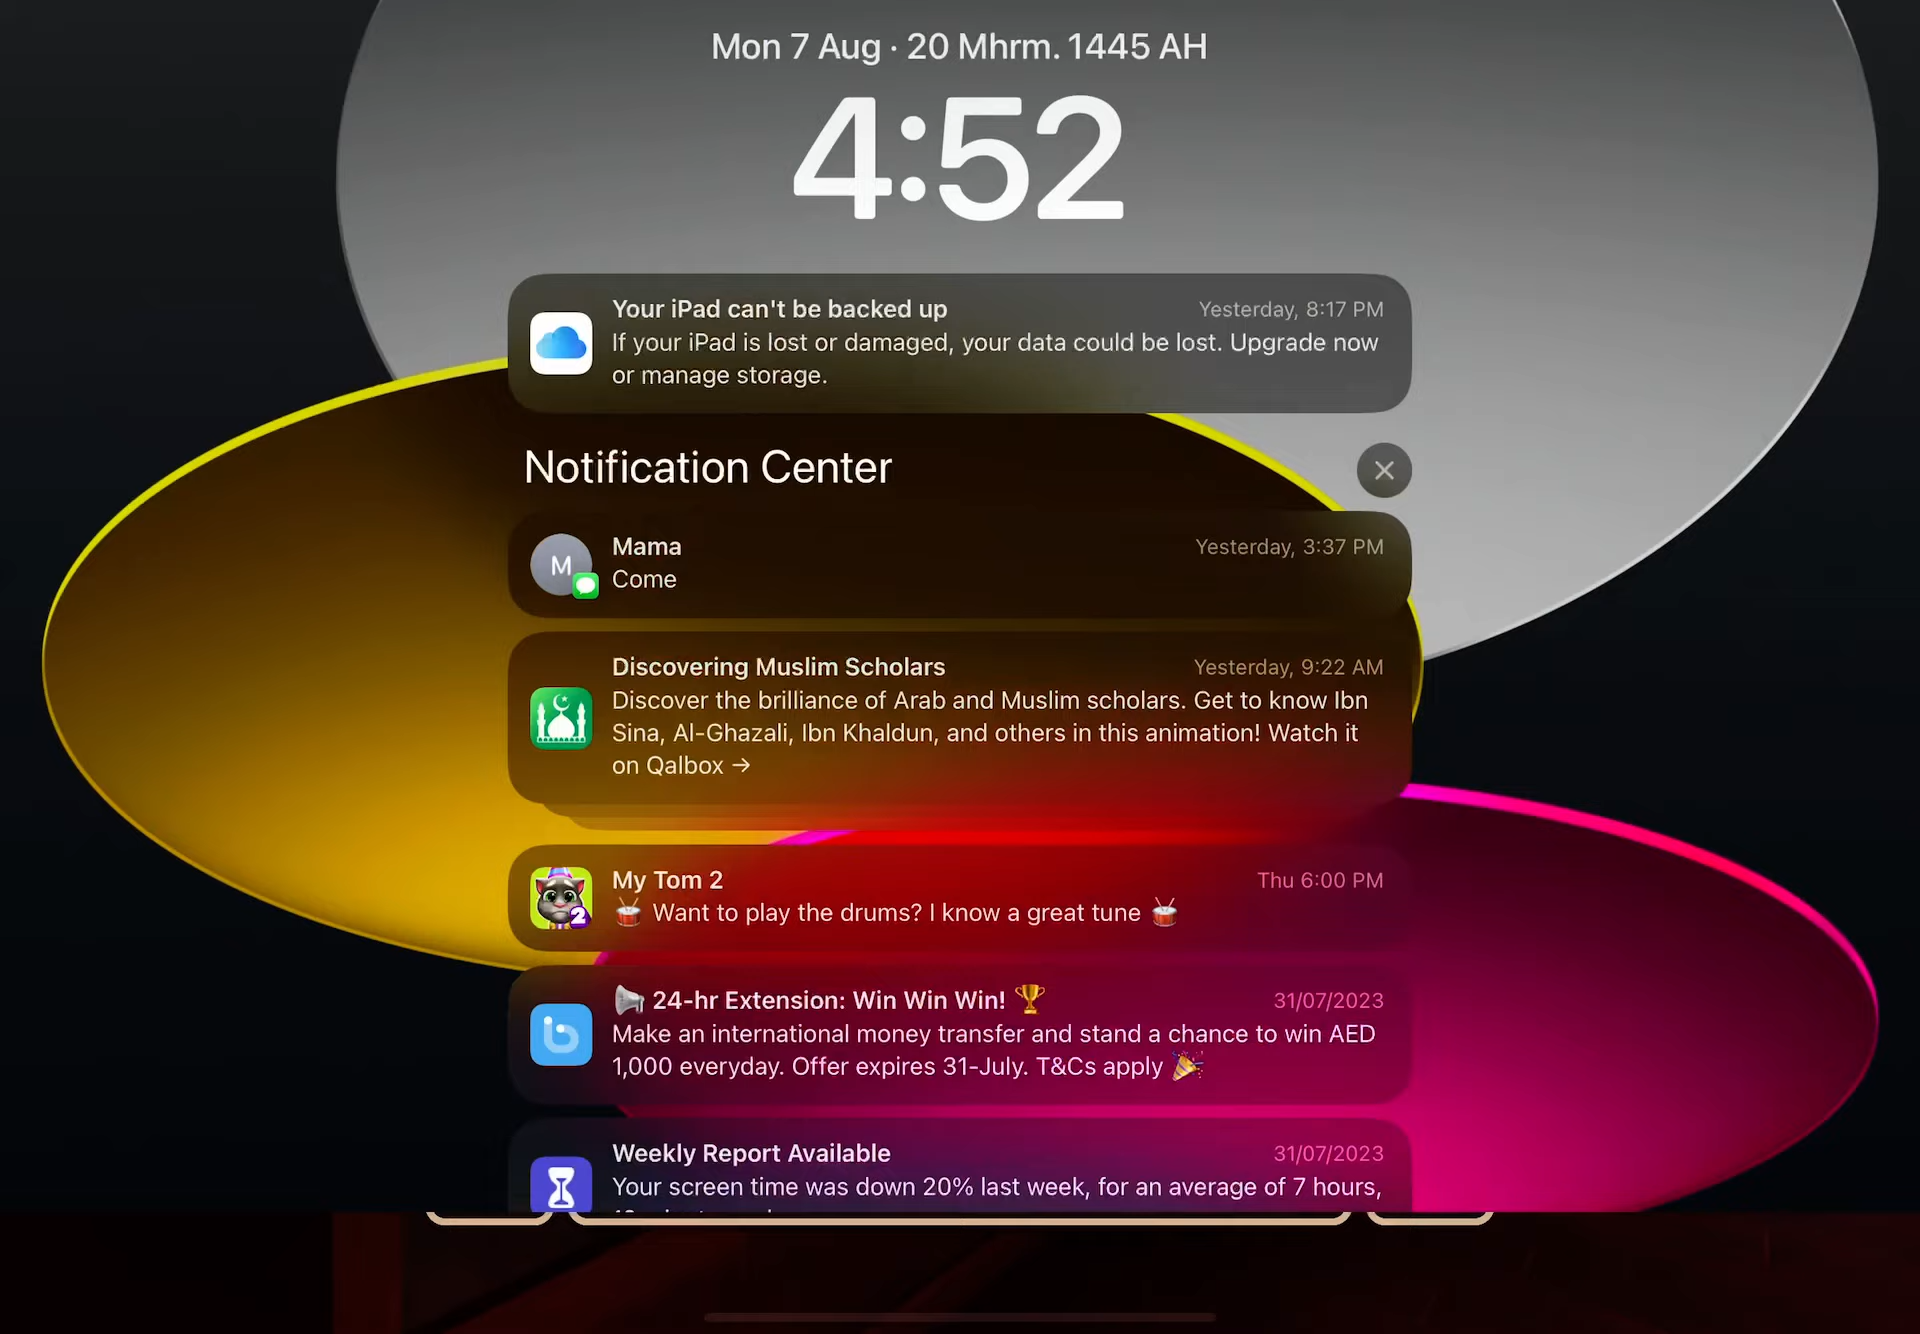 Mon 7 Aug · 20 Mhrm. 1445 AH
4:52
Your iPad can't be backed up
Yesterday, 8:17 PM
If your iPad is lost or damaged, your data could be lost. Upgrade now
or manage storage.
Notification Center
M
Mama
Yesterday, 3:37 PM
Come
Discovering Muslim Scholars
Yesterday, 9:22 AM
Discover the brilliance of Arab and Muslim scholars. Get to know Ibn
Sina, Al-Ghazali, Ibn Khaldun, and others in this animation! Watch it
on Qalbox →
2
My Tom 2
Thu 6:00 PM
🥁 Want to play the drums? I know a great tune 🥁
📢 24-hr Extension: Win Win Win! 🏆
31/07/2023
b
Make an international money transfer and stand a chance to win AED
1,000 everyday. Offer expires 31-July. T&Cs apply 🎉
Weekly Report Available
31/07/2023
Your screen time was down 20% last week, for an average of 7 hours,